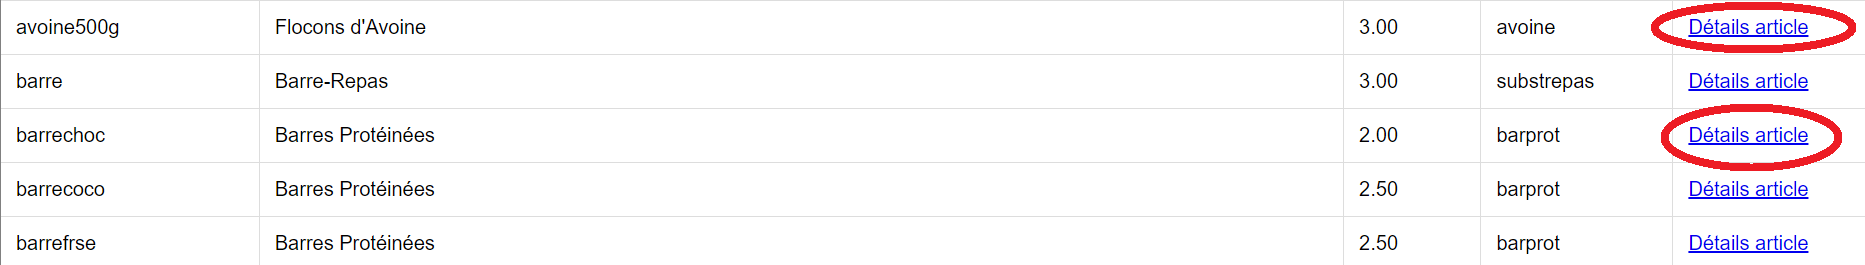 avoine500g Flocons d'Avoine 3.00 avoine Détails article
barre Barre-Repas 3.00 substrepas Détails article
barrechoc Barres Protéinées 2.00 barprot Détails article
barrecoco Barres Protéinées 2.50 barprot Détails article
barrefrse Barres Protéinées 2.50 barprot Détails article